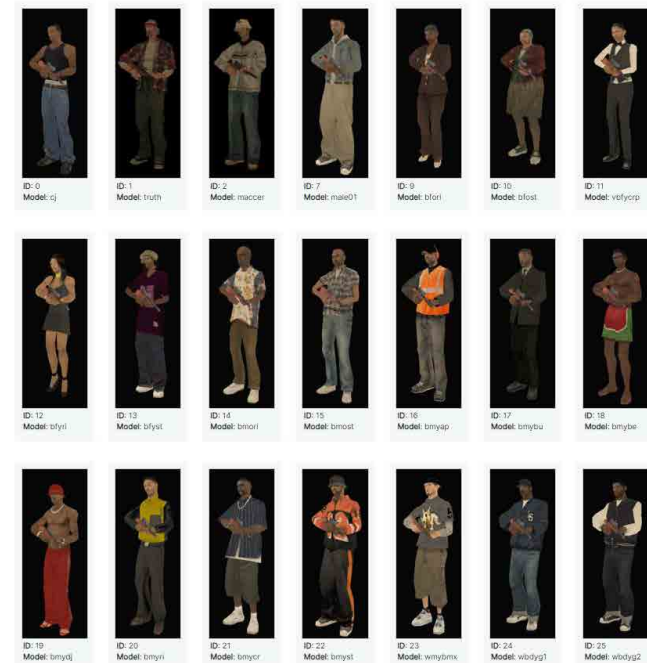 ID: 0
Model: cj
ID: 1
Model: truth
ID: 2
Model: maccer
ID: 7
Model: male01
ID: 9
Model: bfori
ID: 10
Model: bfost
ID: 11
Model: vbfycrp
ID: 12
Model: bfyri
ID: 13
Model: bfyst
ID: 14
Model: bmori
ID: 15
Model: bmost
ID: 16
Model: bmyap
ID: 17
Model: bmybu
ID: 18
Model: bmybe
ID: 19
Model: bmydj
ID: 20
Model: bmyri
ID: 21
Model: bmycr
ID: 22
Model: bmyst
ID: 23
Model: wmybmx
ID: 24
Model: wbdyg1
ID: 25
Model: wbdyg2